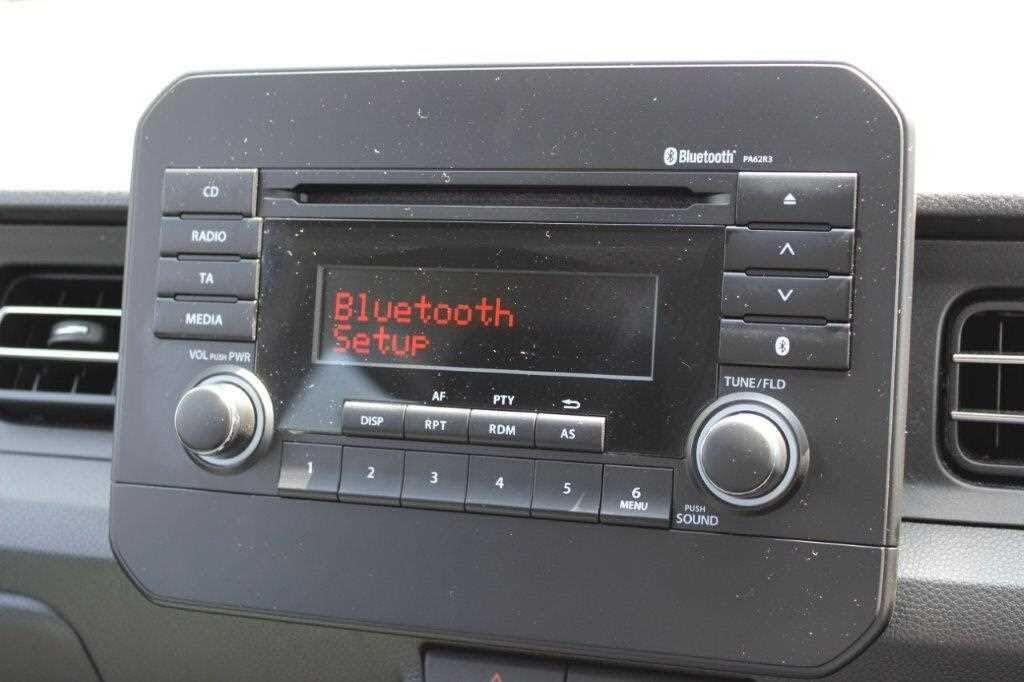 Bluetooth PA62R3
CD
RADIO
TA
MEDIA
VOL PUSH PWR
Bluetooth
Setup
TUNE/FLD
AF PTY
DISP RPT RDM AS
1 2 3 4 5 6
MENU
PUSH
SOUND